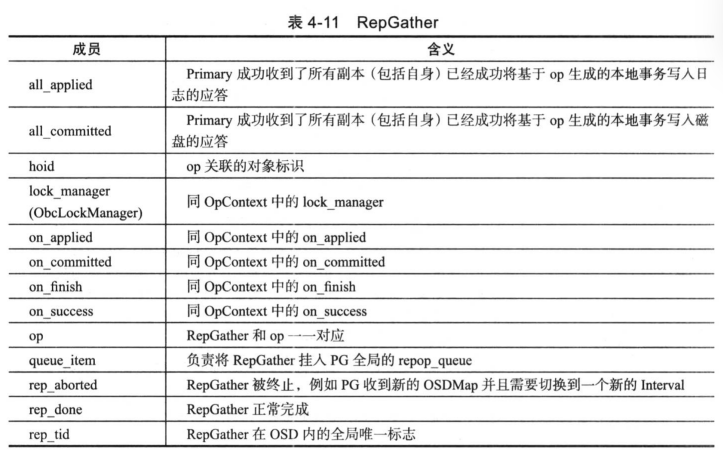 表 4-11 RepGather
成员 含义
all_applied Primary 成功收到了所有副本（包括自身）已经成功将基于 op 生成的本地事务写入日
志的应答
all_committed Primary 成功收到了所有副本（包括自身）已经成功将基于 op 生成的本地事务写入磁
盘的应答
hoid op 关联的对象标识
lock_manager
(ObcLockManager) 同 OpContext 中的 lock_manager
on_applied 同 OpContext 中的 on_applied
on_committed 同 OpContext 中的 on_committed
on_finish 同 OpContext 中的 on_finish
on_success 同 OpContext 中的 on_success
op RepGather 和 op 一一对应
queue_item 负责将 RepGather 挂入 PG 全局的 repop_queue
rep_aborted RepGather 被终止，例如 PG 收到新的 OSDMap 并且需要切换到一个新的 Interval
rep_done RepGather 正常完成
rep_tid RepGather 在 OSD 内的全局唯一标志